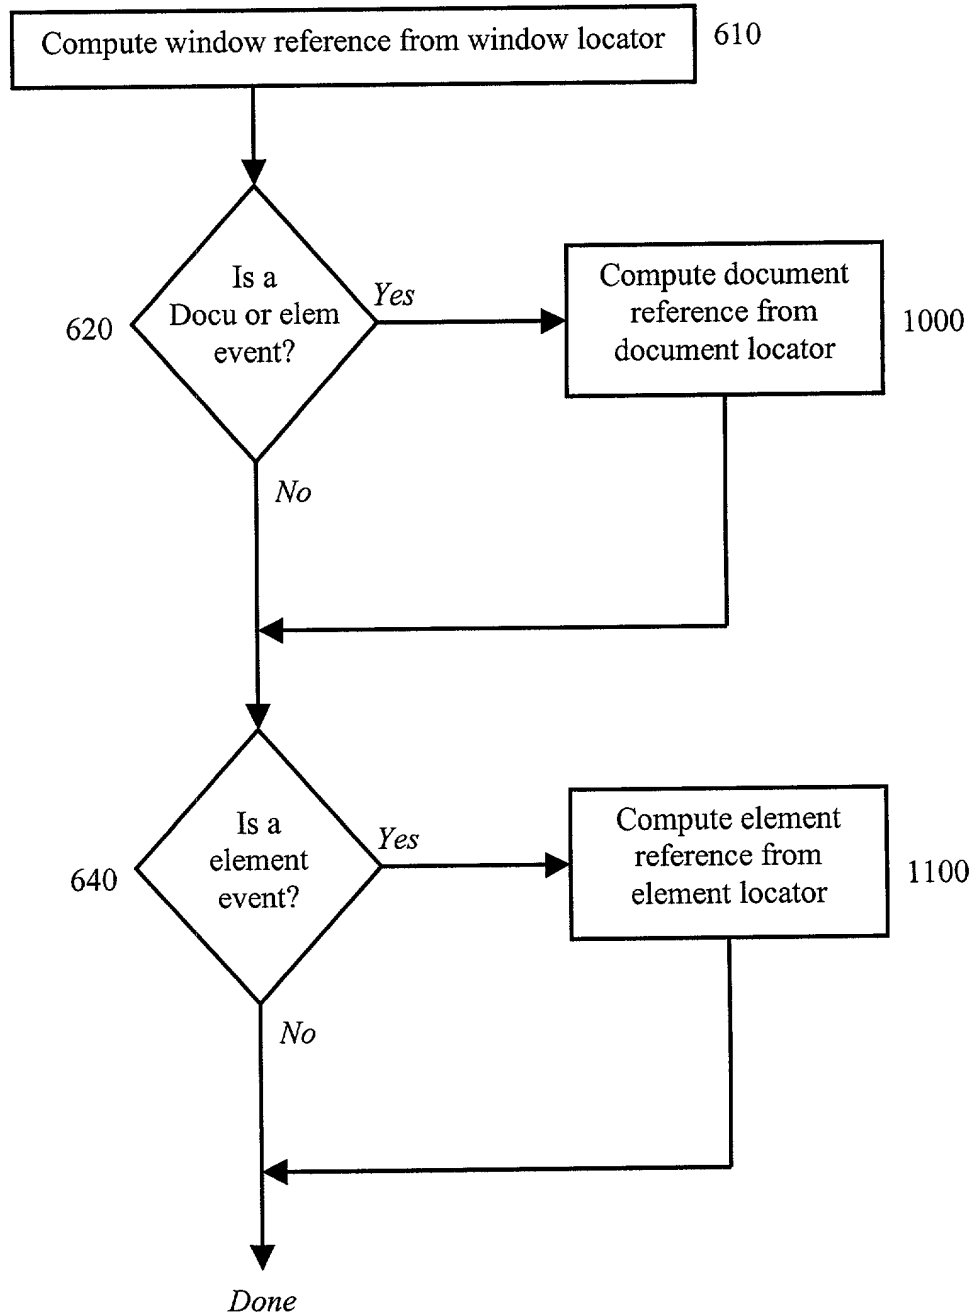 Compute window reference from window locator
610
Is a
Docu or elem
event?
Yes
620
Compute document
reference from
document locator
1000
No
Is a
element
event?
Yes
640
Compute element
reference from
element locator
1100
No
Done